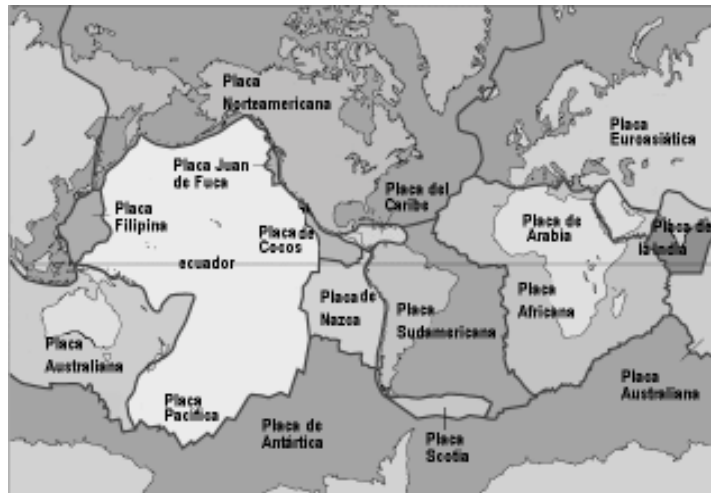 Placa
Norteamericana
Placa
Euroasiática
Placa Juan
de Fuca
Placa del
Caribe
Placa
Filipina
Placa de
Cocos
Placa de
Arabia
Placa de
la India
ecuador
Placa de
Nazca
Placa
Sudamericana
Placa
Africana
Placa
Australiana
Placa
Australiana
Placa
Pacífica
Placa de
Antártica
Placa
Scotia